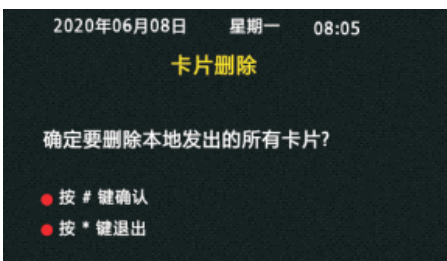 2020年06月08日 星期一 08:05
卡片删除
确定要删除本地发出的所有卡片?
按 # 键确认
按 * 键退出